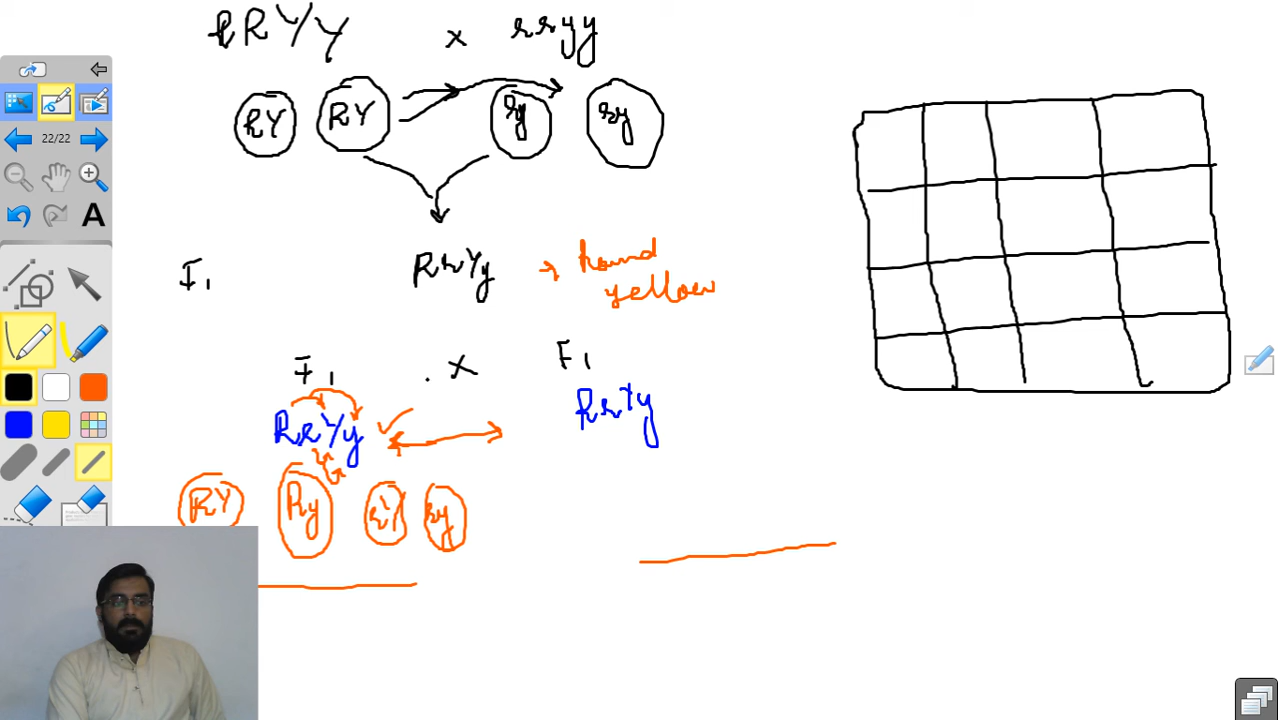 RRYY x rryy
RY RY ry ry
F1 RrYy → Round
yellow
F1 . x F1
RrYy RrYy
RY Ry rY ry
22/22
A